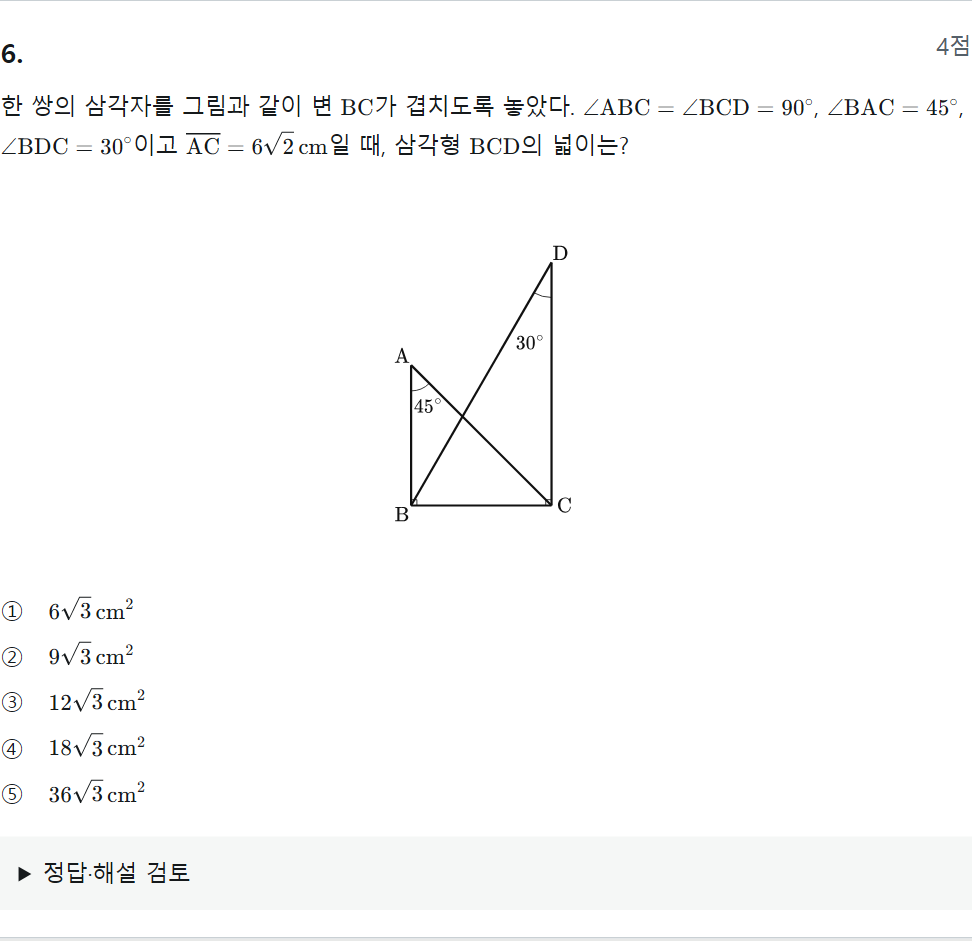 6.
4점
한 쌍의 삼각자를 그림과 같이 변 BC가 겹치도록 놓았다. ∠ABC = ∠BCD = 90°, ∠BAC = 45°,
∠BDC = 30°이고 A̅C̅ = 6√2 cm일 때, 삼각형 BCD의 넓이는?
D
30°
A
45°
B
C
① 6√3 cm²
② 9√3 cm²
③ 12√3 cm²
④ 18√3 cm²
⑤ 36√3 cm²
▶ 정답·해설 검토